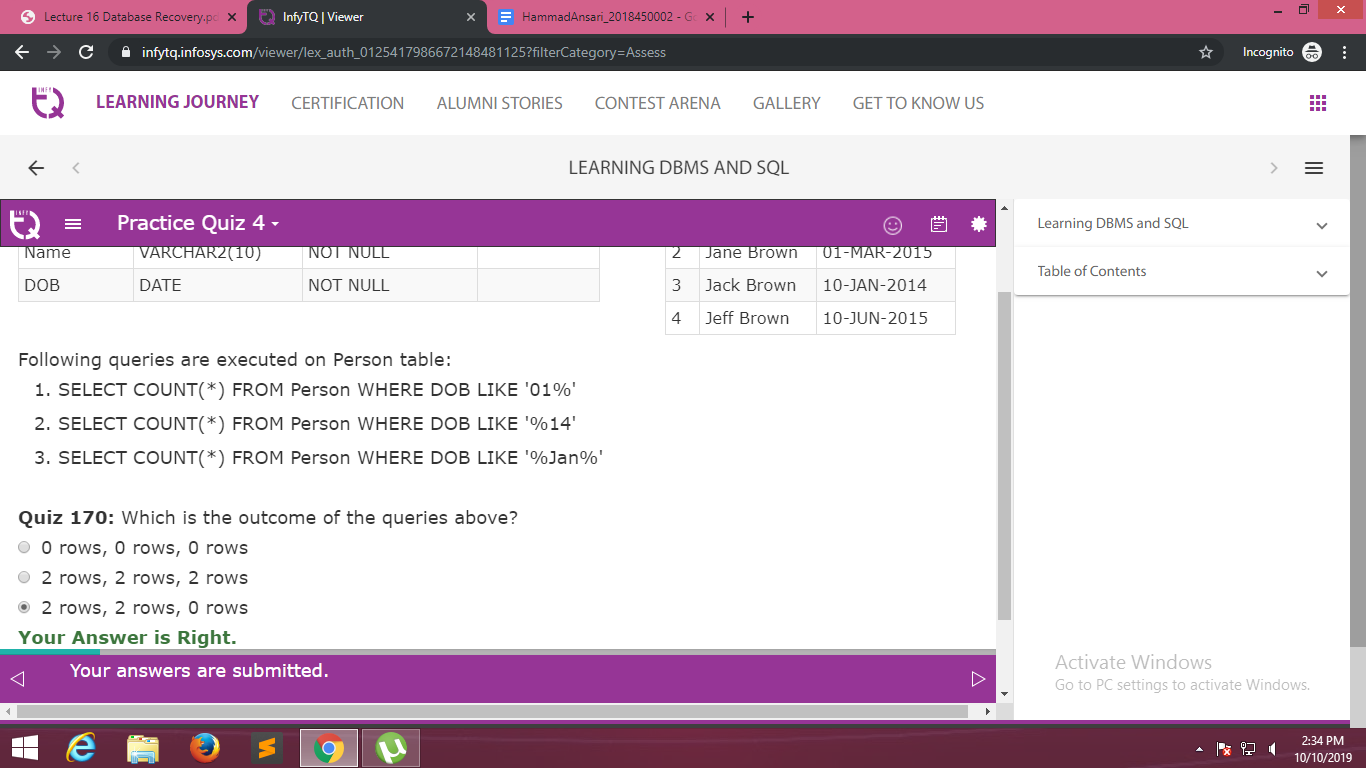 Lecture 16 Database Recovery.pd
InfyTQ | Viewer
HammadAnsari_2018450002 - Go
infytq.infosys.com/viewer/lex_auth_0125417986672148481125?filterCategory=Assess
Incognito
INFY TQ
LEARNING JOURNEY
CERTIFICATION
ALUMNI STORIES
CONTEST ARENA
GALLERY
GET TO KNOW US
LEARNING DBMS AND SQL
INFY TQ
Practice Quiz 4
Learning DBMS and SQL
Table of Contents
Name VARCHAR2(10) NOT NULL
DOB DATE NOT NULL
2 Jane Brown 01-MAR-2015
3 Jack Brown 10-JAN-2014
4 Jeff Brown 10-JUN-2015
Following queries are executed on Person table:
1. SELECT COUNT(*) FROM Person WHERE DOB LIKE '01%'
2. SELECT COUNT(*) FROM Person WHERE DOB LIKE '%14'
3. SELECT COUNT(*) FROM Person WHERE DOB LIKE '%Jan%'
Quiz 170: Which is the outcome of the queries above?
0 rows, 0 rows, 0 rows
2 rows, 2 rows, 2 rows
2 rows, 2 rows, 0 rows
Your Answer is Right.
Your answers are submitted.
Activate Windows
Go to PC settings to activate Windows.
2:34 PM
10/10/2019